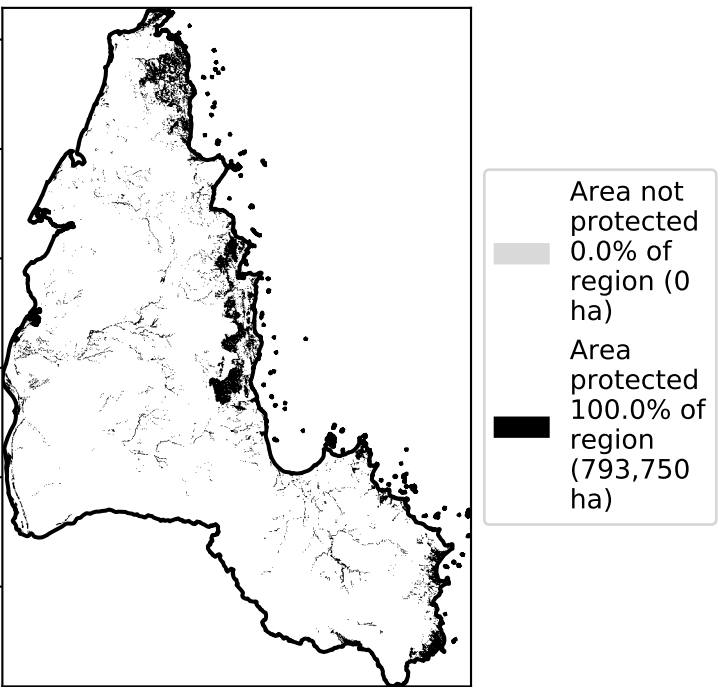 Area not
protected
0.0% of
region (0
ha)
Area
protected
100.0% of
region
(793,750
ha)